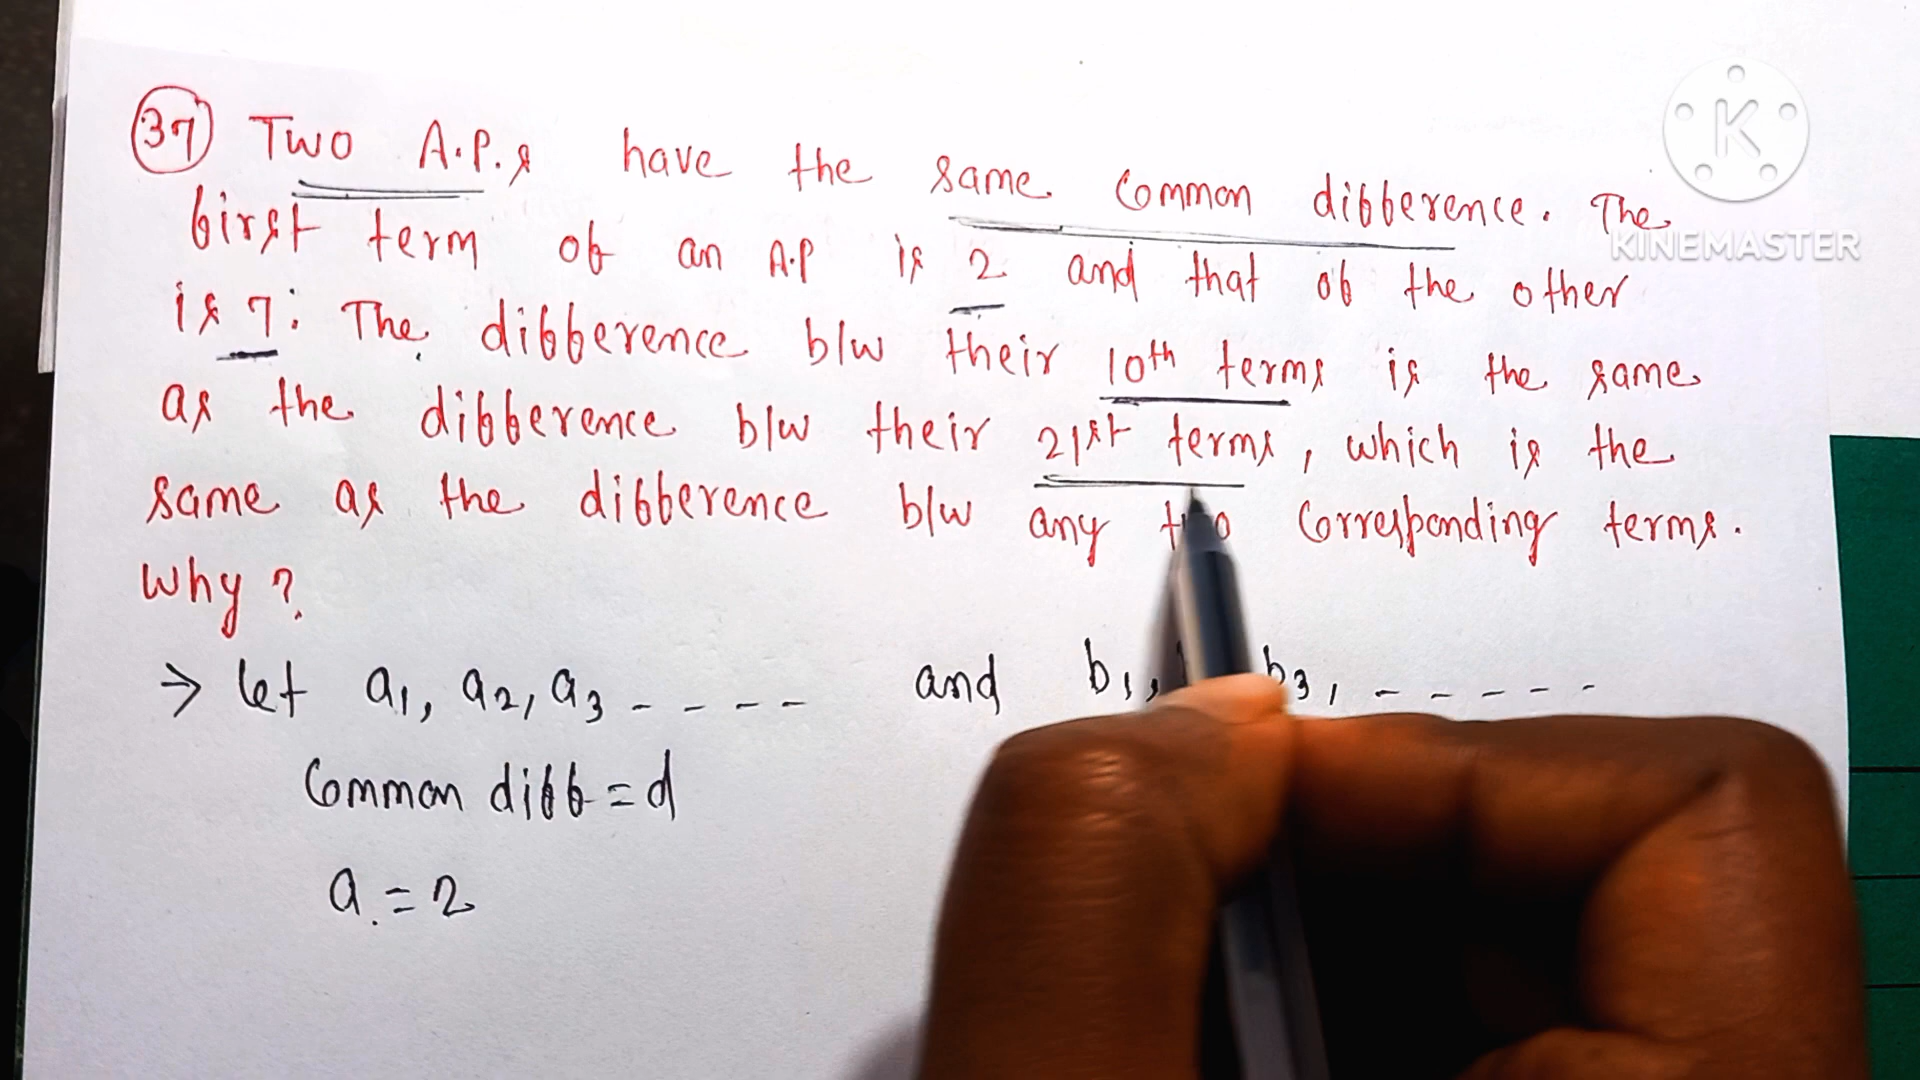 37 Two A.P.s have the same common difference. The
first term of an A.P is 2 and that of the other
is 7. The difference b/w their 10th terms is the same
as the difference b/w their 21st terms, which is the
same as the difference b/w any two corresponding terms.
Why?
→ let a1, a2, a3 - - - - and b1, b3, - - - - -
Common diff = d
a = 2
K
KINEMASTER